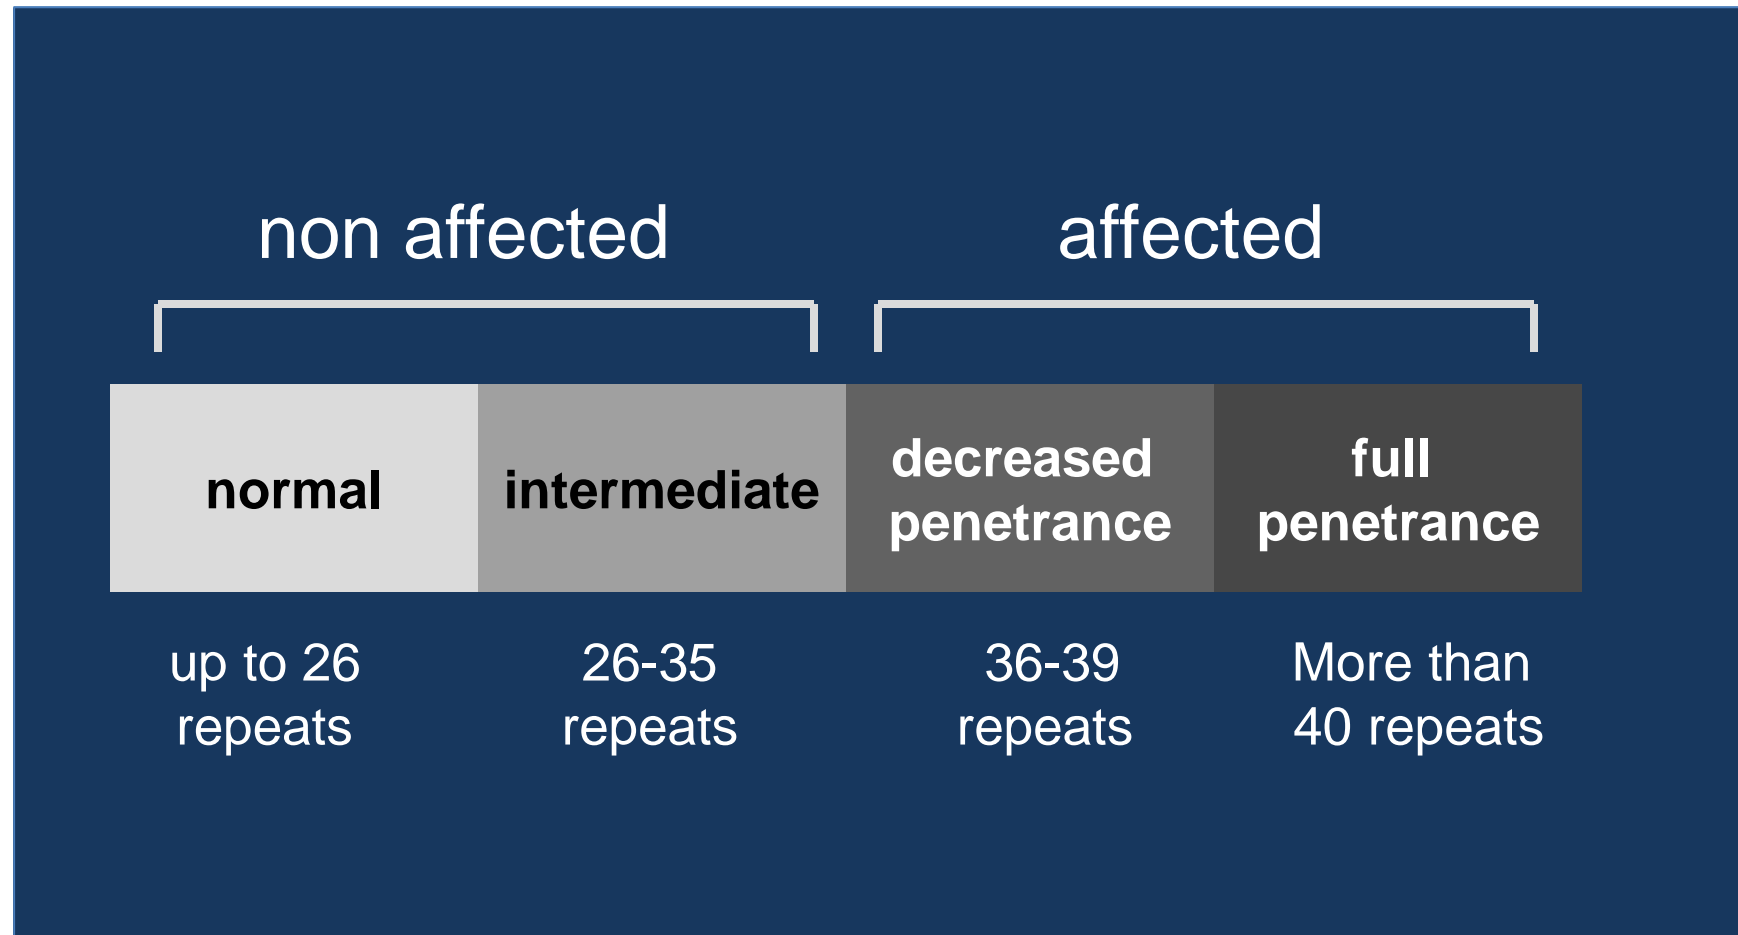 non affected
affected
normal
intermediate
decreased
penetrance
full
penetrance
up to 26
repeats
26-35
repeats
36-39
repeats
More than
40 repeats